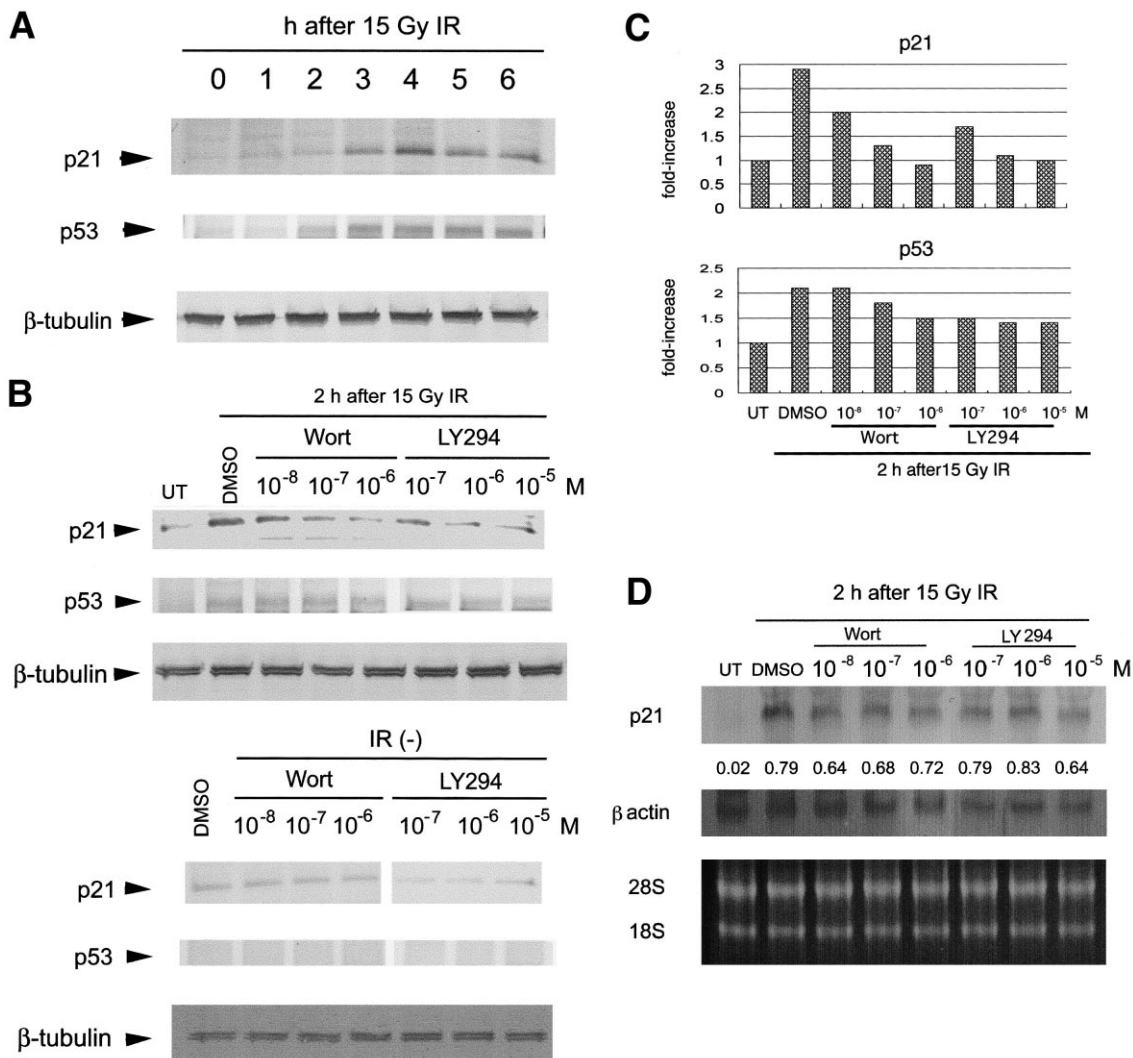 A
h after 15 Gy IR
0 1 2 3 4 5 6
p21
p53
β-tubulin
B
2 h after 15 Gy IR
Wort LY294
UT DMSO 10⁻⁸ 10⁻⁷ 10⁻⁶ 10⁻⁷ 10⁻⁶ 10⁻⁵ M
p21
p53
β-tubulin
IR (-)
Wort LY294
DMSO 10⁻⁸ 10⁻⁷ 10⁻⁶ 10⁻⁷ 10⁻⁶ 10⁻⁵ M
p21
p53
β-tubulin
C
p21
fold-increase
3
2.5
2
1.5
1
0.5
0
p53
fold-increase
2.5
2
1.5
1
0.5
0
UT DMSO 10⁻⁸ 10⁻⁷ 10⁻⁶ 10⁻⁷ 10⁻⁶ 10⁻⁵ M
Wort LY294
2 h after15 Gy IR
D
2 h after 15 Gy IR
Wort LY294
UT DMSO 10⁻⁸ 10⁻⁷ 10⁻⁶ 10⁻⁷ 10⁻⁶ 10⁻⁵ M
p21
0.02 0.79 0.64 0.68 0.72 0.79 0.83 0.64
β actin
28S
18S